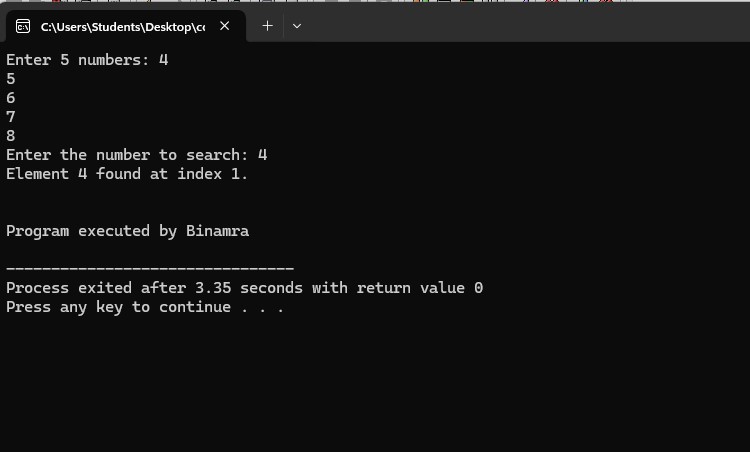 C:\Users\Students\Desktop\cc
Enter 5 numbers: 4
5
6
7
8
Enter the number to search: 4
Element 4 found at index 1.
Program executed by Binamra
--------------------------------
Process exited after 3.35 seconds with return value 0
Press any key to continue . . .